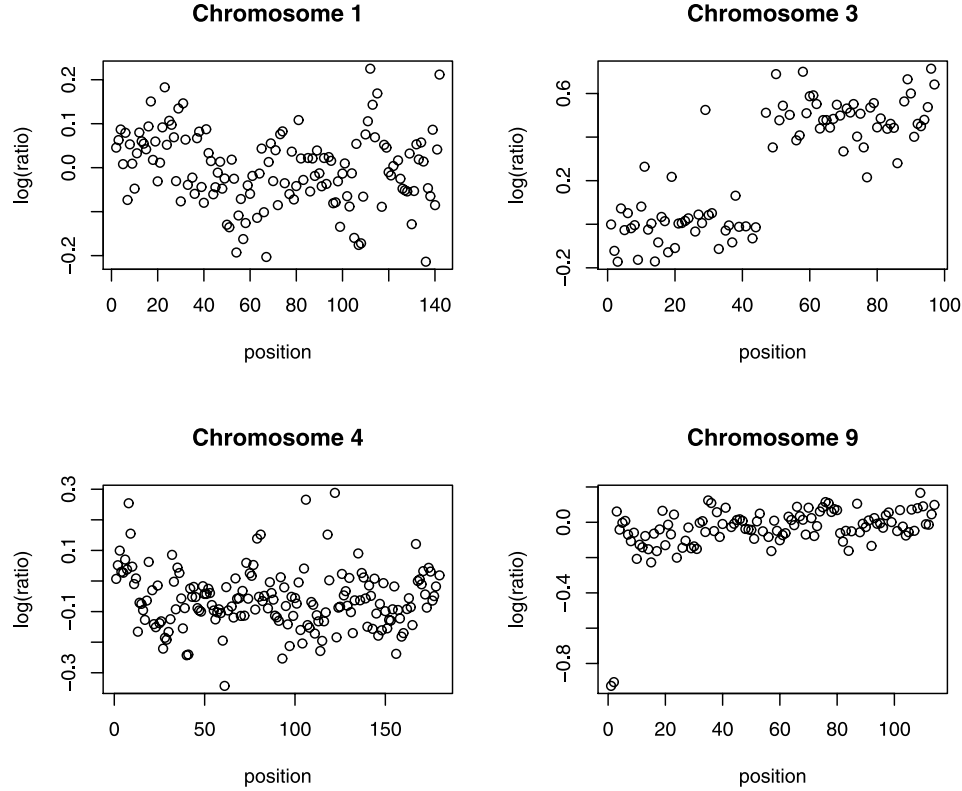 Chromosome 1
Chromosome 3
log(ratio)
0.2
0.1
0.0
−0.2
0 20 40 60 80 100 120 140
position
log(ratio)
0.6
0.2
−0.2
0 20 40 60 80 100
position
Chromosome 4
Chromosome 9
log(ratio)
0.3
0.1
−0.1
−0.3
0 50 100 150
position
log(ratio)
0.0
−0.4
−0.8
0 20 40 60 80 100
position